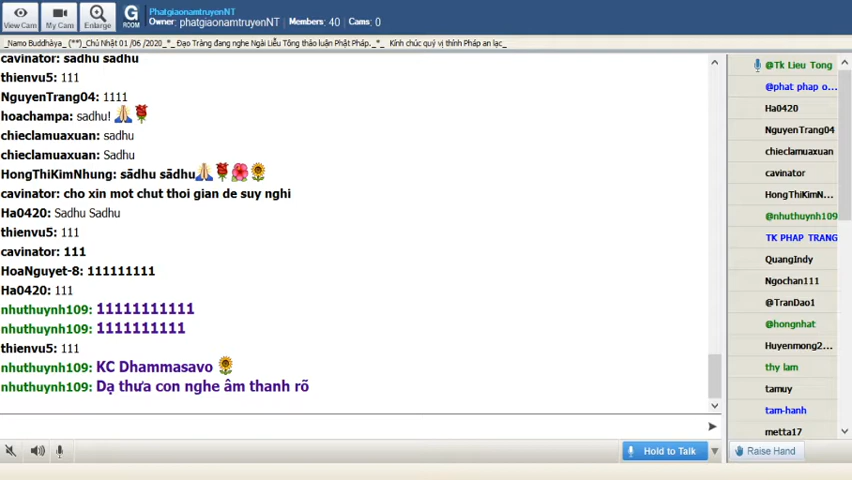 View Cam
My Cam
Enlarge
G
ROOM
PhatgiaonamtruyenNT
Owner: phatgiaonamtruyenNT Members: 40 Cams: 0
_Namo Buddhàya_ (**)_Chủ Nhật 01 /06 /2020_*_ Đạo Tràng đang nghe Ngài Liễu Tông thảo luận Phật Pháp._*_ Kính chúc quý vị thính Pháp an lạc_
cavinator: sadhu sadhu
thienvu5: 111
NguyenTrang04: 1111
hoachampa: sadhu! 🙏🌹
chieclamuaxuan: sadhu
chieclamuaxuan: Sadhu
HongThiKimNhung: sādhu sādhu🙏🌹🌺🌻
cavinator: cho xin mot chut thoi gian de suy nghi
Ha0420: Sadhu Sadhu
thienvu5: 111
cavinator: 111
HoaNguyet-8: 111111111
Ha0420: 111
nhuthuynh109: 11111111111
nhuthuynh109: 1111111111
thienvu5: 111
nhuthuynh109: KC Dhammasavo 🌻
nhuthuynh109: Dạ thưa con nghe âm thanh rõ
@Tk Lieu Tong
@phat phap o...
Ha0420
NguyenTrang04
chieclamuaxuan
cavinator
HongThiKimN...
@nhuthuynh109
TK PHAP TRANG
QuangIndy
Ngochan111
@TranDao1
@hongnhat
Huyenmong2...
thy lam
tamuy
tam-hanh
metta17
Hold to Talk
Raise Hand